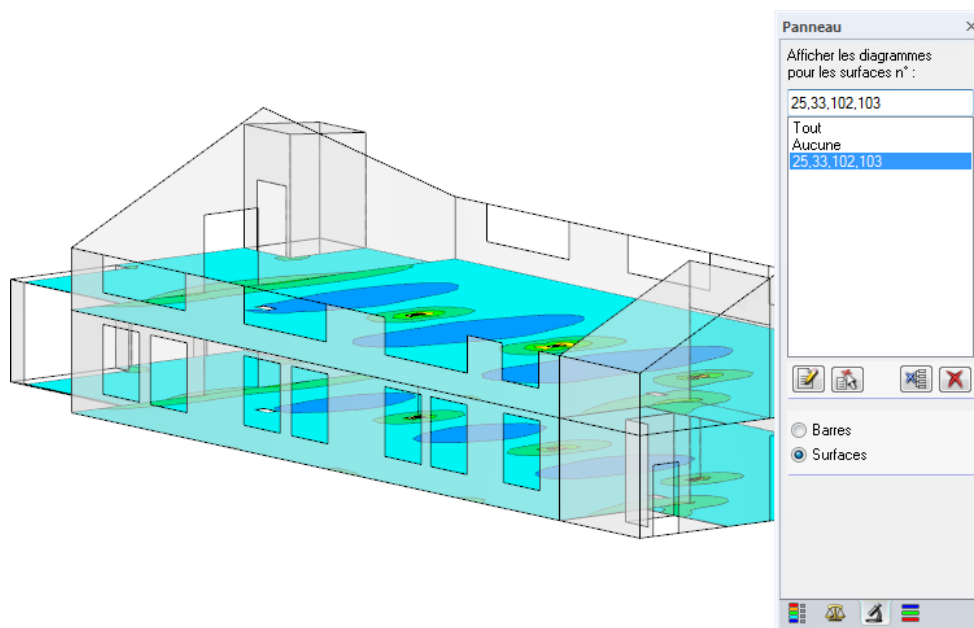 Panneau
Afficher les diagrammes
pour les surfaces n° :
25,33,102,103
Tout
Aucune
25,33,102,103
Barres
Surfaces